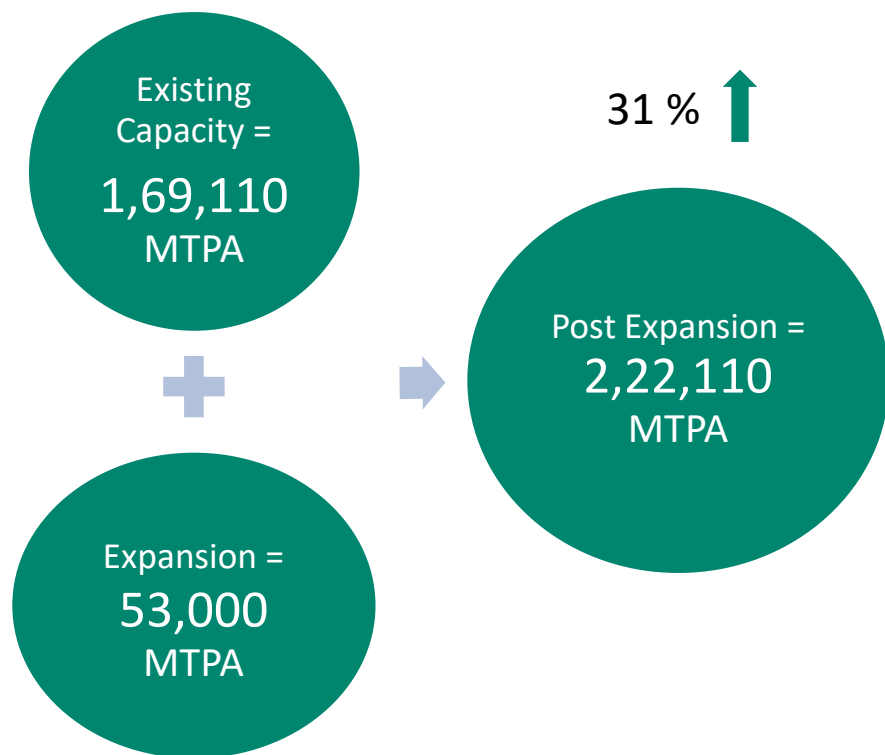 Existing
Capacity =
1,69,110
MTPA
Expansion =
53,000
MTPA
31 %
Post Expansion =
2,22,110
MTPA